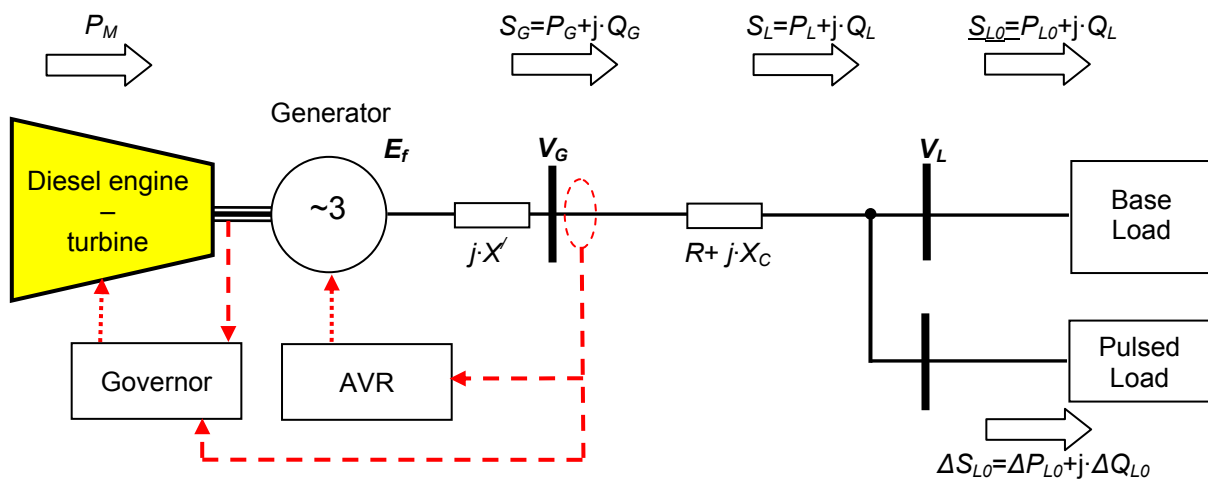 P_M
S_G=P_G+j·Q_G
S_L=P_L+j·Q_L
S_L0=P_L0+j·Q_L
Generator
E_f
V_G
V_L
Diesel engine
–
turbine
~3
Base
Load
j·X′
R+ j·X_C
Governor
AVR
Pulsed
Load
ΔS_L0=ΔP_L0+j·ΔQ_L0